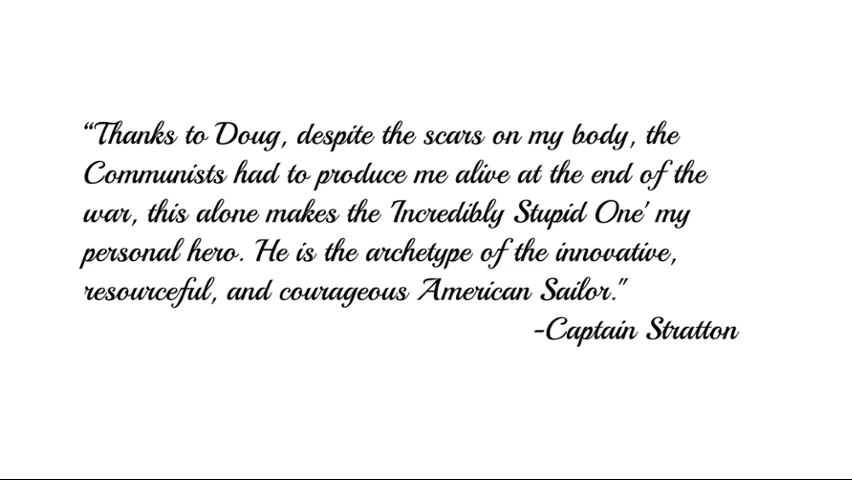 “Thanks to Doug, despite the scars on my body, the
Communists had to produce me alive at the end of the
war, this alone makes the 'Incredibly Stupid One' my
personal hero. He is the archetype of the innovative,
resourceful, and courageous American Sailor."
-Captain Stratton